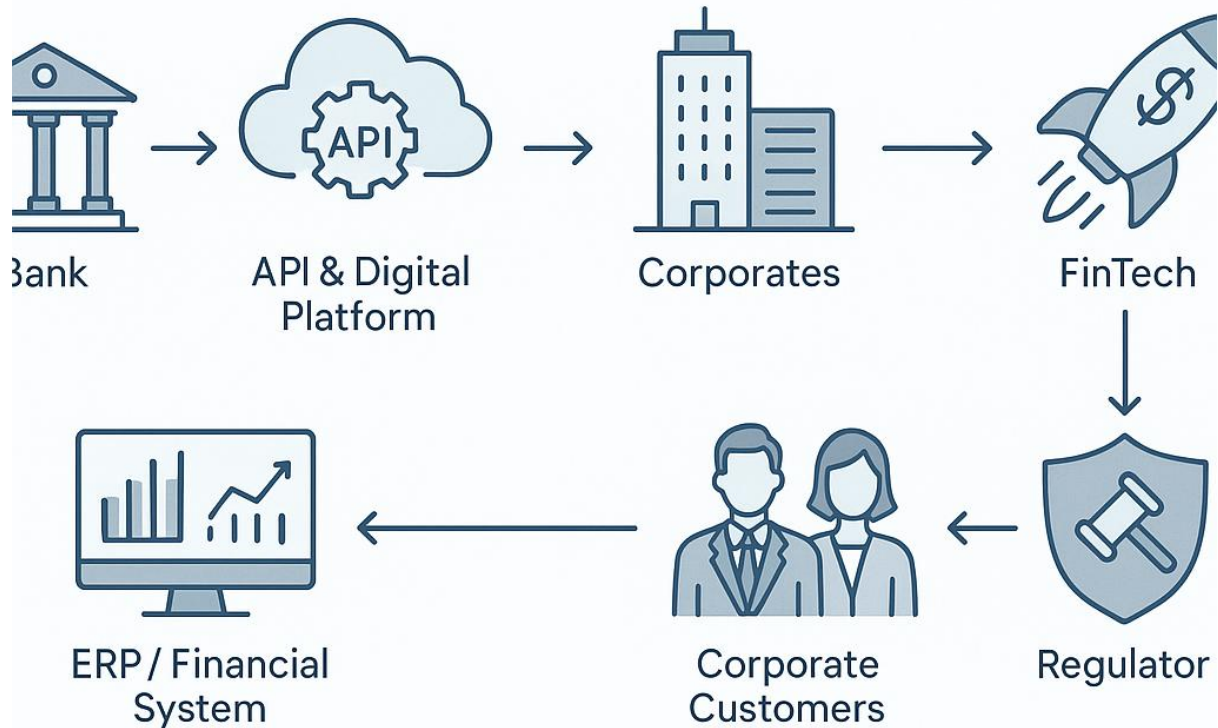 Bank
API
API & Digital
Platform
Corporates
$
FinTech
ERP / Financial
System
Corporate
Customers
Regulator